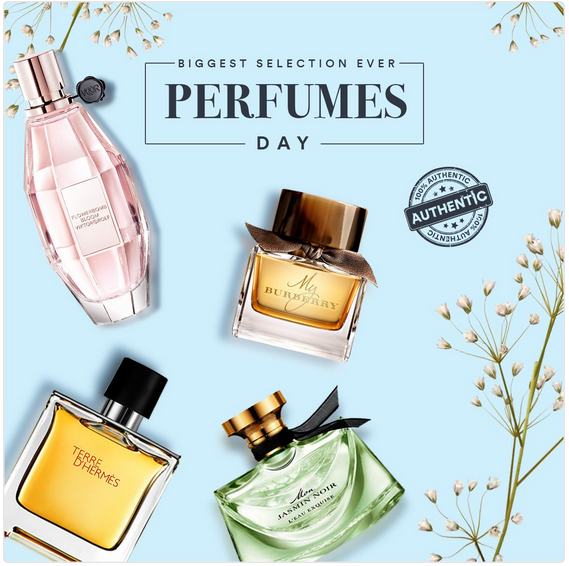 BIGGEST SELECTION EVER
PERFUMES
DAY
FLOWERBOMB
BLOOM
VIKTOR&ROLF
100% AUTHENTIC
AUTHENTIC
100% AUTHENTIC
My
BURBERRY
TERRE
D'HERMÈS
Mon
JASMIN NOIR
L'EAU EXQUISE